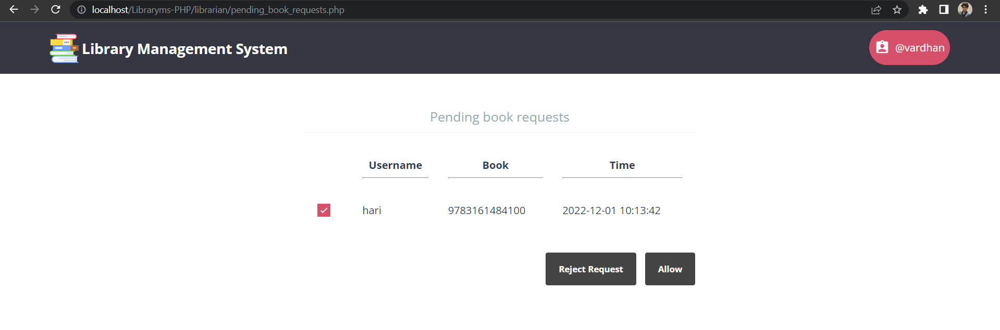 localhost/Libraryms-PHP/librarian/pending_book_requests.php
Library Management System
@vardhan
Pending book requests
Username Book Time
hari 9783161484100 2022-12-01 10:13:42
Reject Request Allow